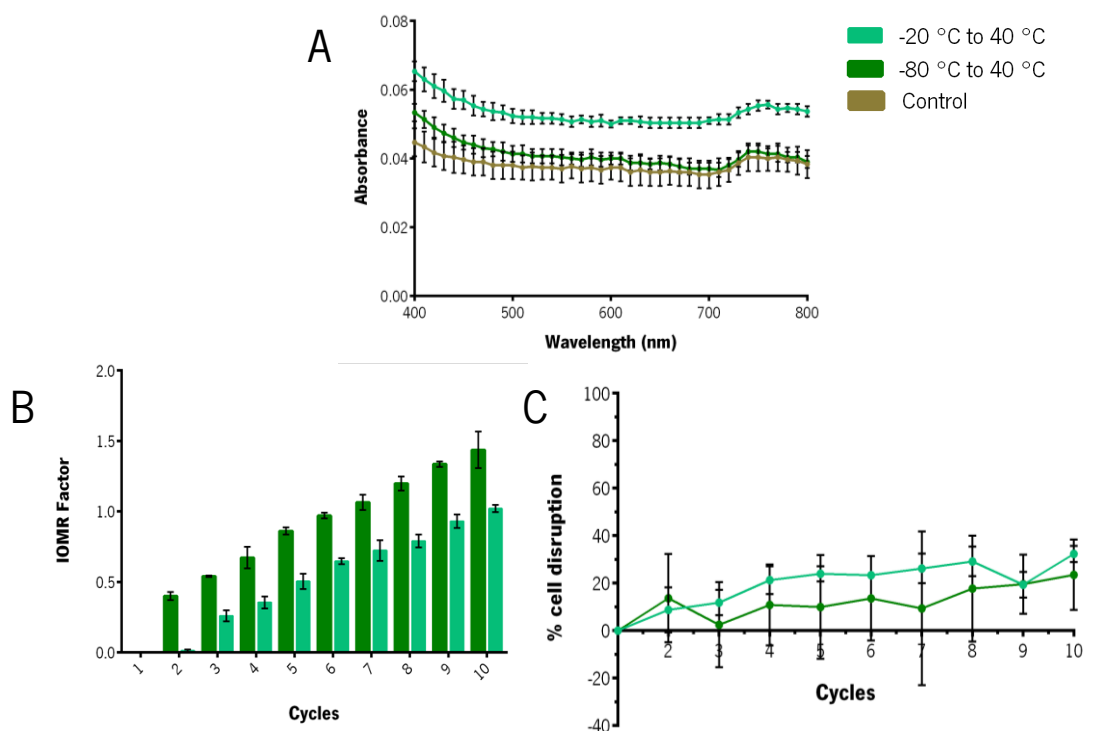 A
-20 °C to 40 °C
-80 °C to 40 °C
Control
0.08
0.06
0.04
0.02
0.00
Absorbance
400 500 600 700 800
Wavelength (nm)
B
2.0
1.5
1.0
0.5
0.0
IOMR Factor
1 2 3 4 5 6 7 8 9 10
Cycles
C
100
80
60
40
20
0
-20
-40
% cell disruption
2 3 4 5 6 7 8 9 10
Cycles